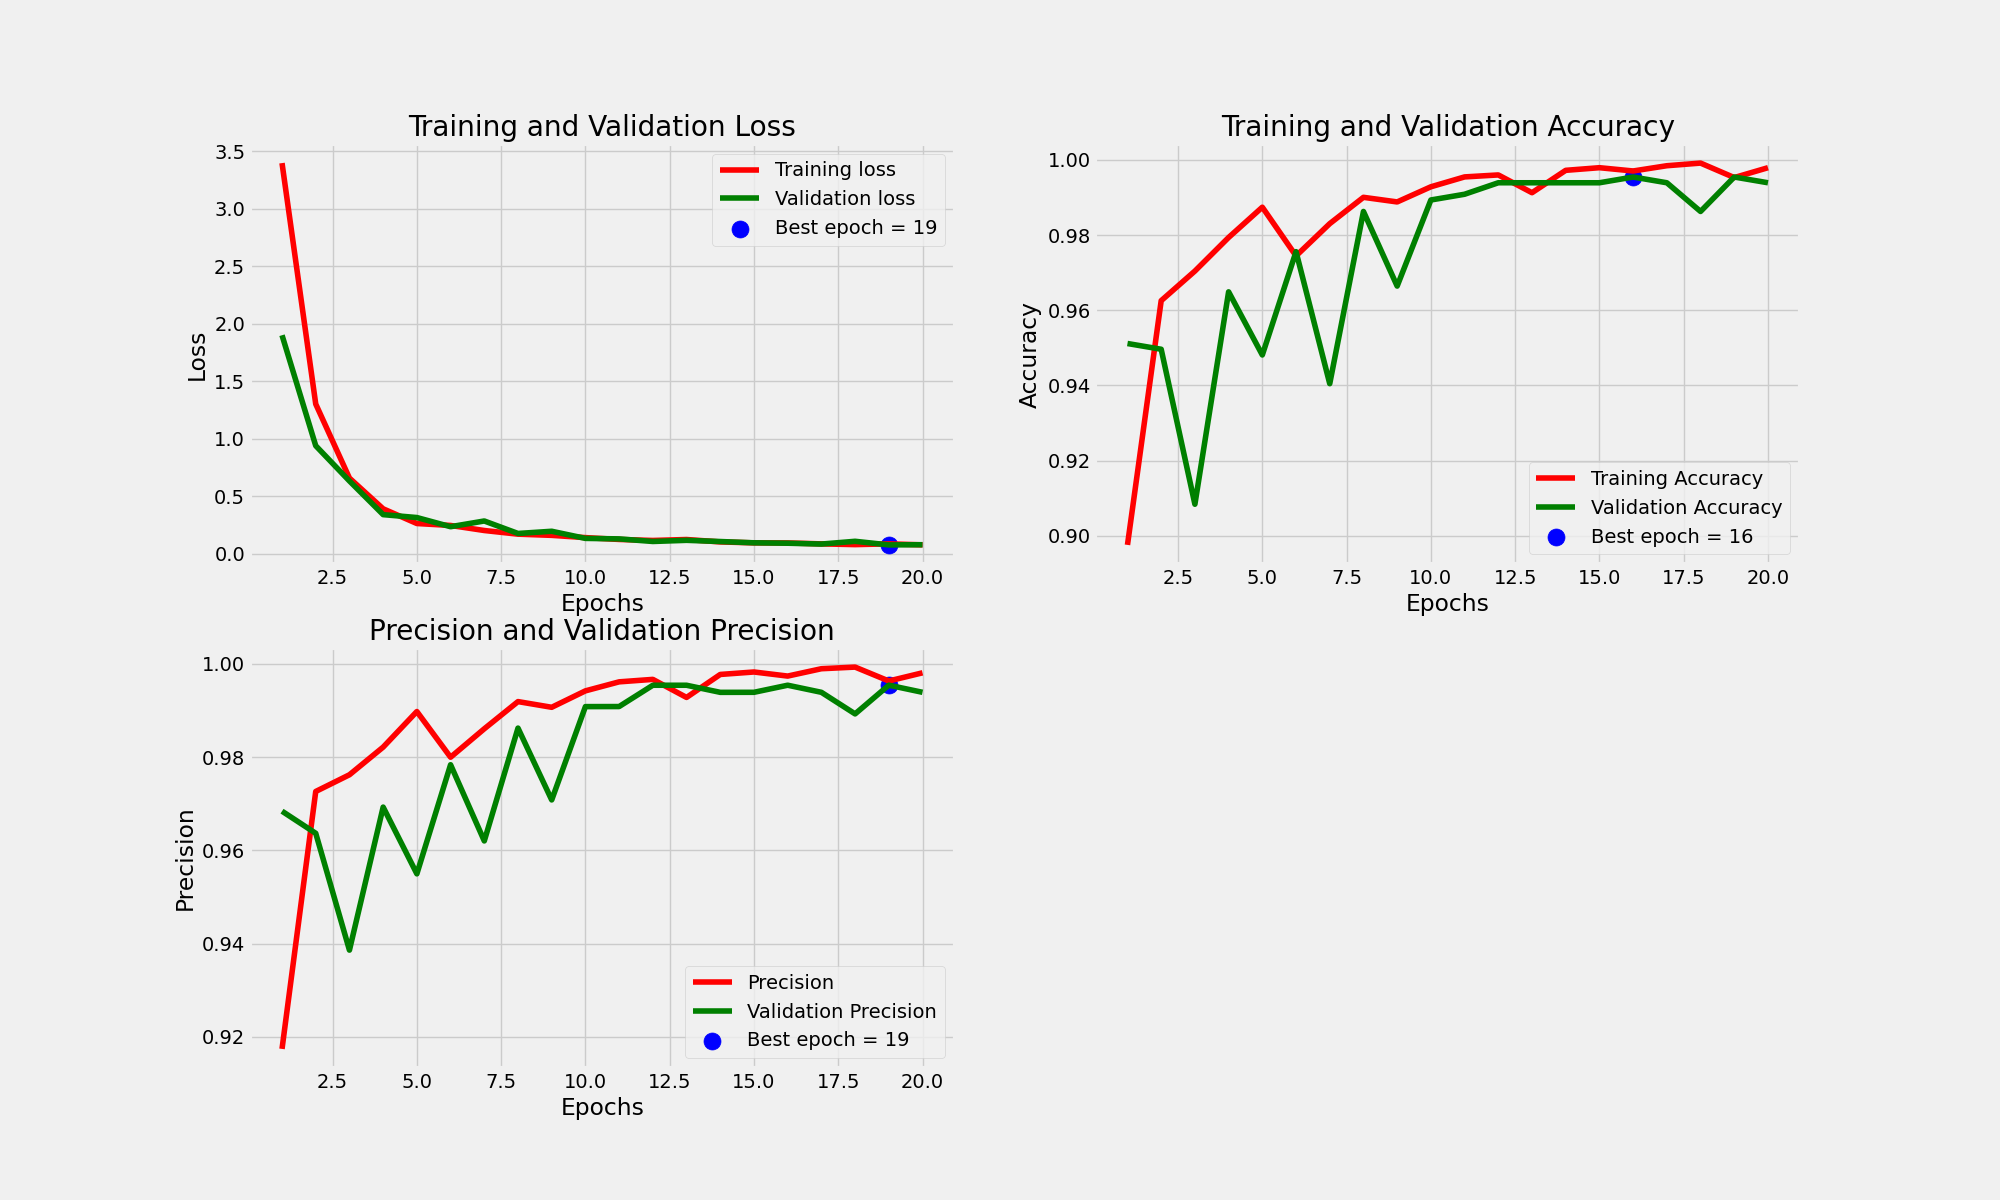 Training and Validation Loss
3.5
3.0
2.5
2.0
1.5
1.0
0.5
0.0
Loss
Training loss
Validation loss
Best epoch = 19
2.5 5.0 7.5 10.0 12.5 15.0 17.5 20.0
Epochs
Training and Validation Accuracy
1.00
0.98
0.96
0.94
0.92
0.90
Accuracy
Training Accuracy
Validation Accuracy
Best epoch = 16
2.5 5.0 7.5 10.0 12.5 15.0 17.5 20.0
Epochs
Precision and Validation Precision
1.00
0.98
0.96
0.94
0.92
Precision
Precision
Validation Precision
Best epoch = 19
2.5 5.0 7.5 10.0 12.5 15.0 17.5 20.0
Epochs